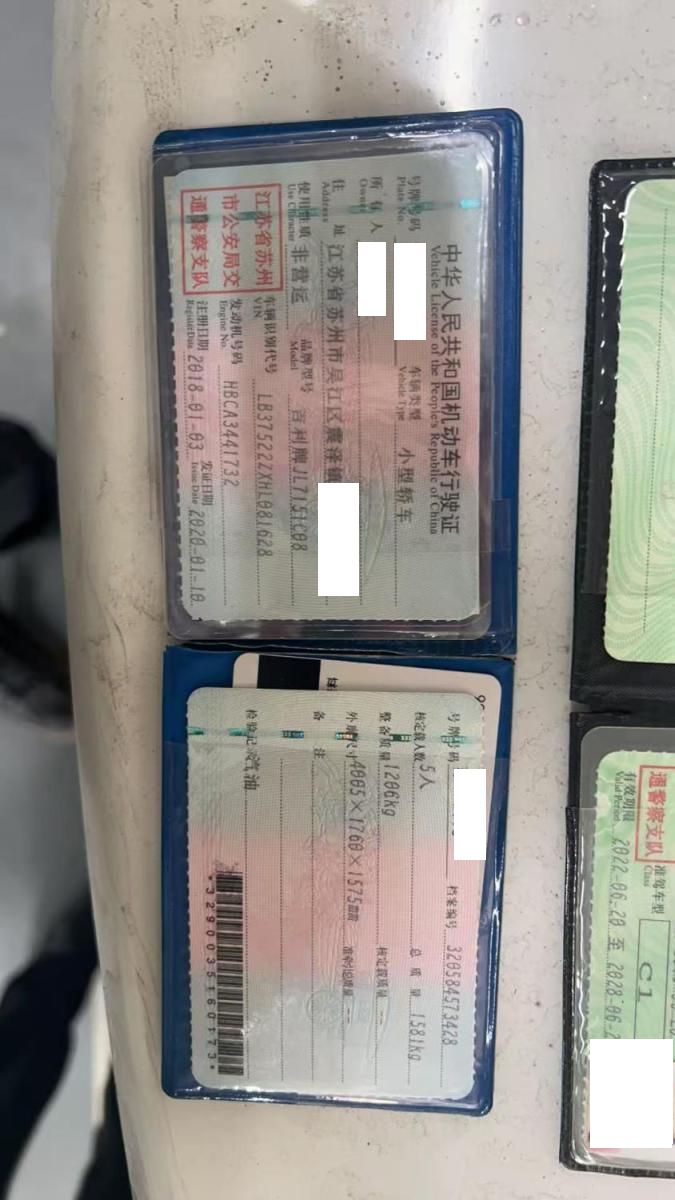 中华人民共和国机动车行驶证
Vehicle License of the People's Republic of China
号牌号码
Plate No.
车辆类型 小型轿车
Vehicle Type
所有人
Owner
住址 江苏省苏州市吴江区震泽镇
Address
使用性质 非营运
Use Character
品牌型号 吉利牌JL7151C08
Model
江苏省苏州
市公安局交
通警察支队
车辆识别代号 LB37522ZXHL081628
VIN
发动机号码 HBCA3441732
Engine No.
注册日期 2018-01-03
Register Date
发证日期 2020-01-10
Issue Date
号牌号码
档案编号 320584573428
核定载人数 5人
总质量 1581kg
整备质量 1206kg
核定载质量 --
外廓尺寸 4005×1760×1575mm
准牵引总质量 --
备注
检验记录 汽油
*3290035160173*
通警察支队
准驾车型 C1
Class
有效期限 2022-06-20 至 2028-06-2
Valid Period